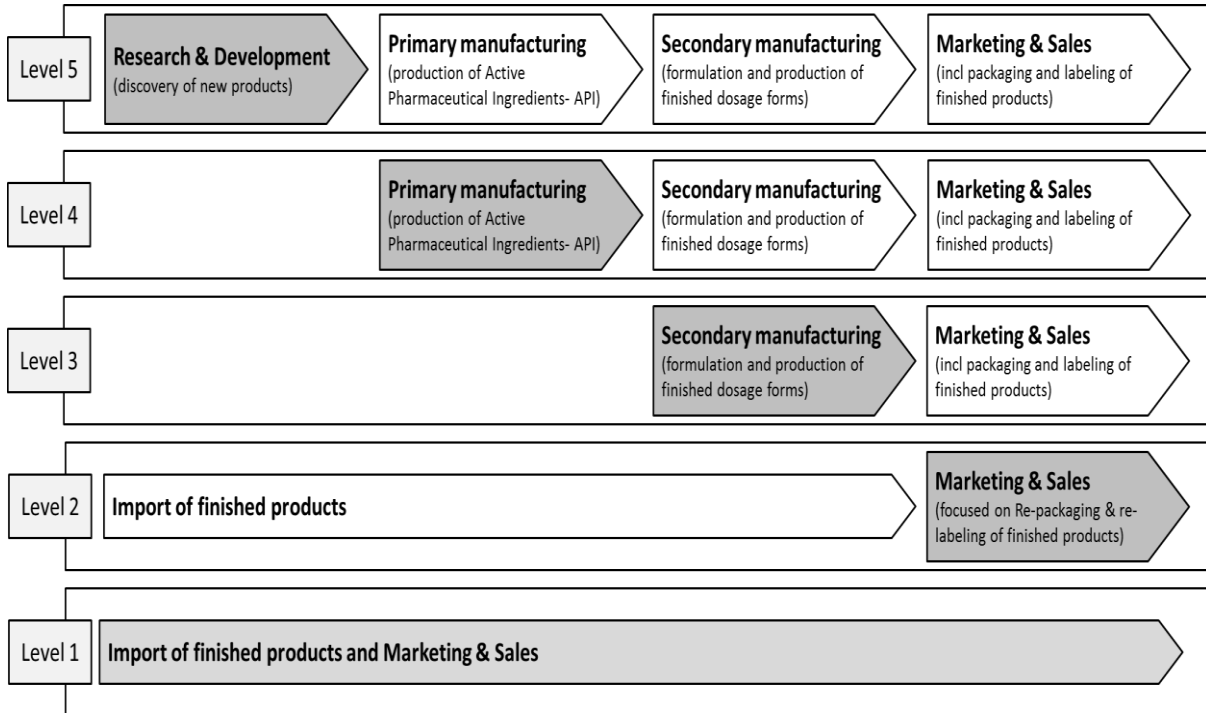 Level 5
Research & Development
(discovery of new products)
Primary manufacturing
(production of Active
Pharmaceutical Ingredients- API)
Secondary manufacturing
(formulation and production of
finished dosage forms)
Marketing & Sales
(incl packaging and labeling of
finished products)
Level 4
Primary manufacturing
(production of Active
Pharmaceutical Ingredients- API)
Secondary manufacturing
(formulation and production of
finished dosage forms)
Marketing & Sales
(incl packaging and labeling of
finished products)
Level 3
Secondary manufacturing
(formulation and production of
finished dosage forms)
Marketing & Sales
(incl packaging and labeling of
finished products)
Level 2
Import of finished products
Marketing & Sales
(focused on Re-packaging & re-
labeling of finished products)
Level 1
Import of finished products and Marketing & Sales